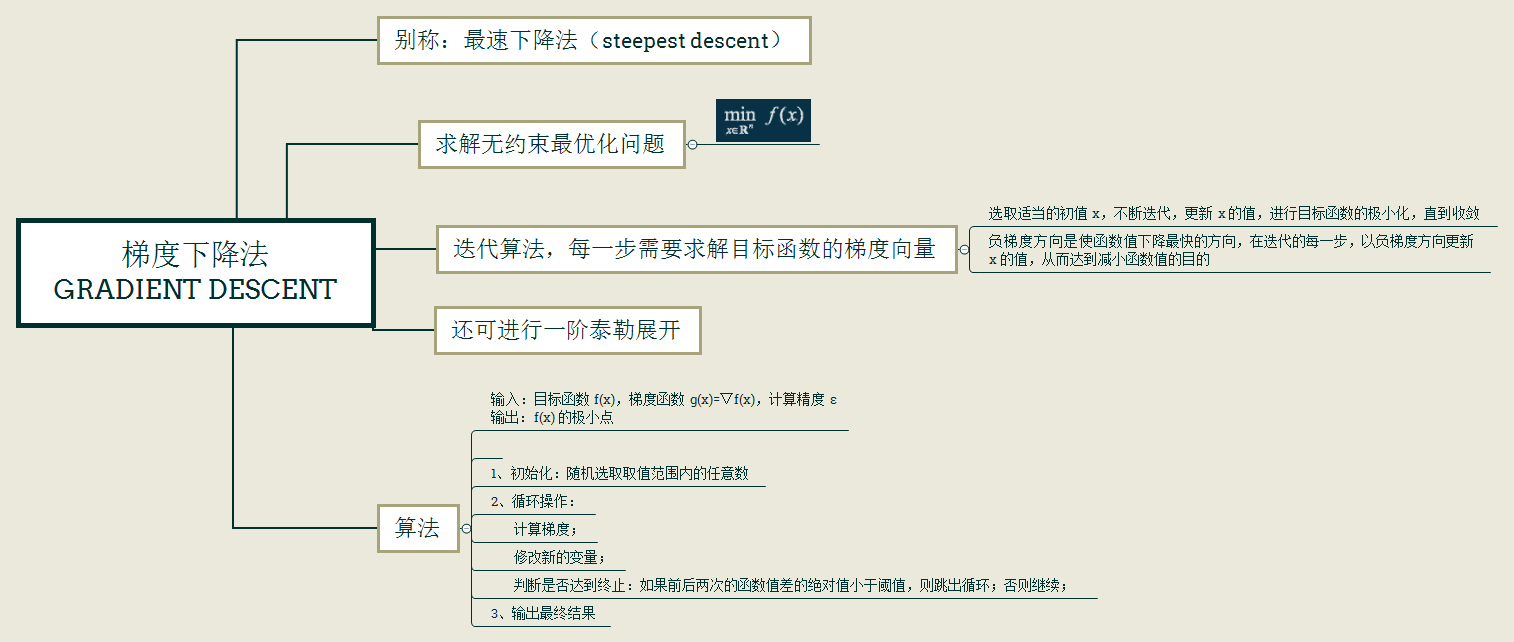 别称：最速下降法（steepest descent）
min f(x)
x∈Rⁿ
求解无约束最优化问题
选取适当的初值 x，不断迭代，更新 x 的值，进行目标函数的极小化，直到收敛
负梯度方向是使函数值下降最快的方向，在迭代的每一步，以负梯度方向更新
x 的值，从而达到减小函数值的目的
迭代算法，每一步需要求解目标函数的梯度向量
梯度下降法
GRADIENT DESCENT
还可进行一阶泰勒展开
输入：目标函数 f(x)，梯度函数 g(x)=▽f(x)，计算精度 ε
输出：f(x) 的极小点
1、初始化：随机选取取值范围内的任意数
2、循环操作：
计算梯度；
修改新的变量；
判断是否达到终止：如果前后两次的函数值差的绝对值小于阈值，则跳出循环；否则继续；
3、输出最终结果
算法